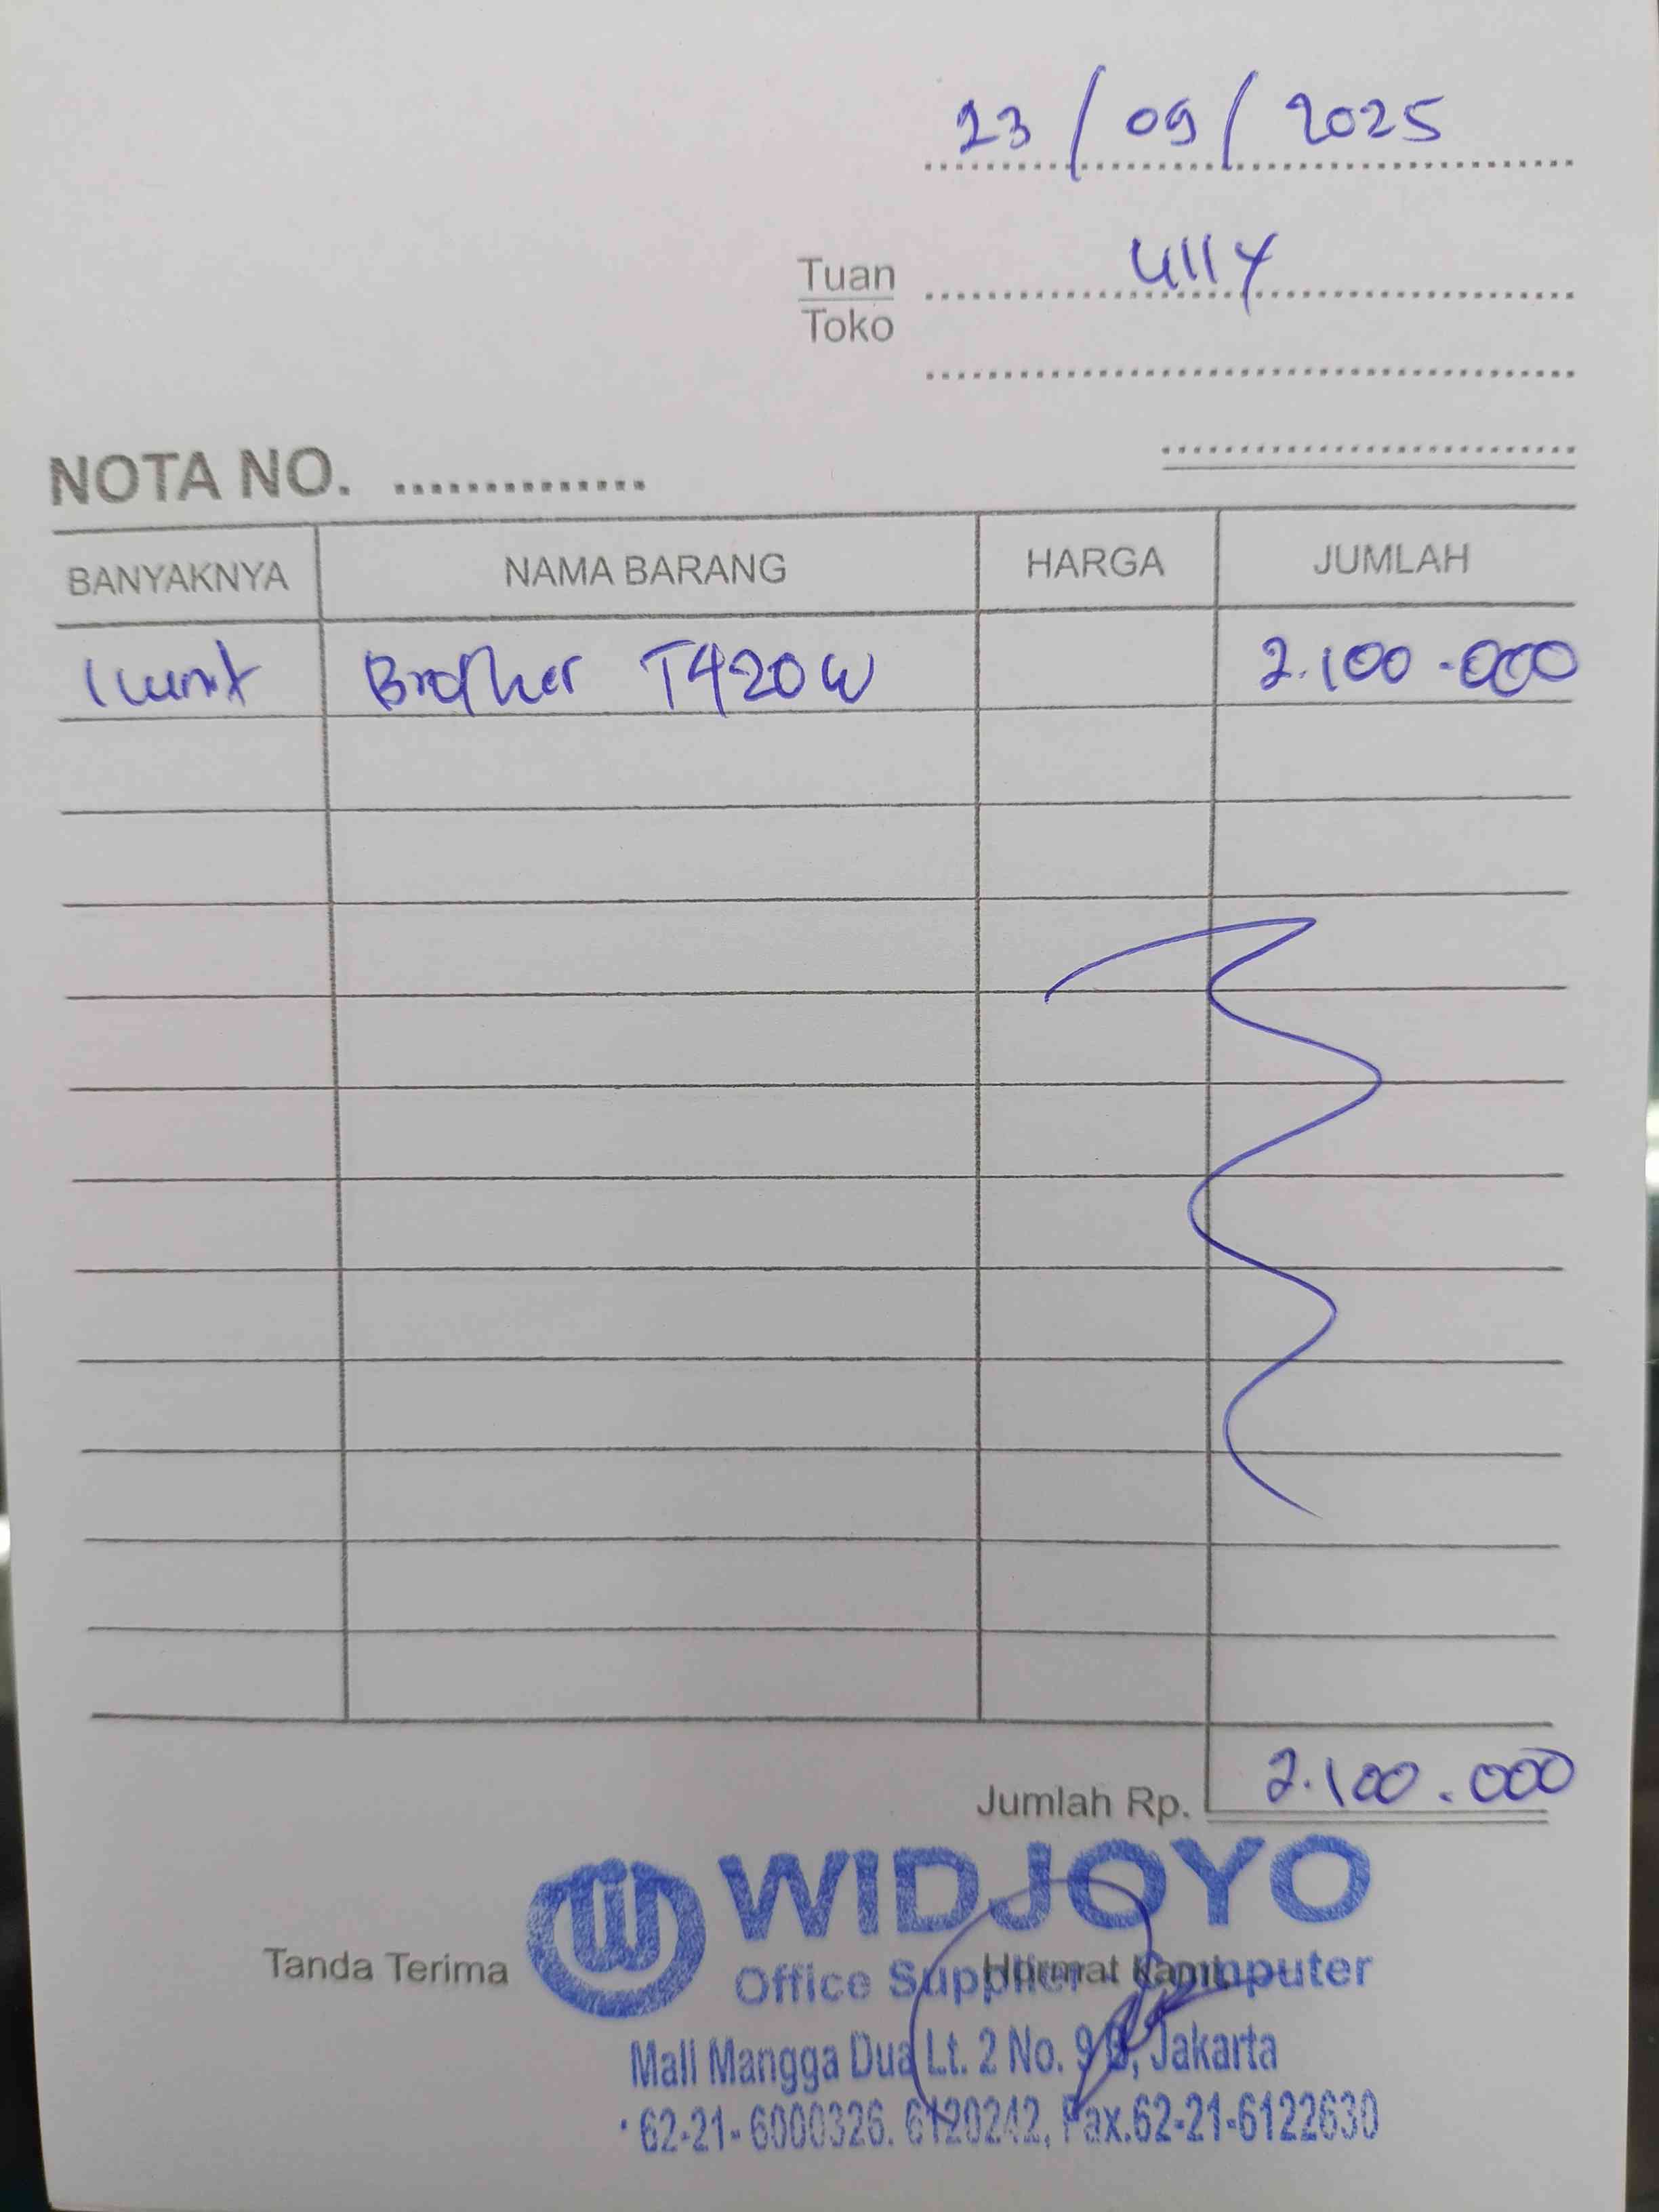 23 / 09 / 2025
Tuan Ully
Toko
NOTA NO. ..............
BANYAKNYA NAMA BARANG HARGA JUMLAH
1 unit Brother T420W 2.100.000
Jumlah Rp. 2.100.000
WIDJOYO
Tanda Terima Hormat Kami,
Office Supplier - Computer
Mall Mangga Dua Lt. 2 No. 9 B, Jakarta
62-21- 6000326. 6120242, Fax.62-21-6122630